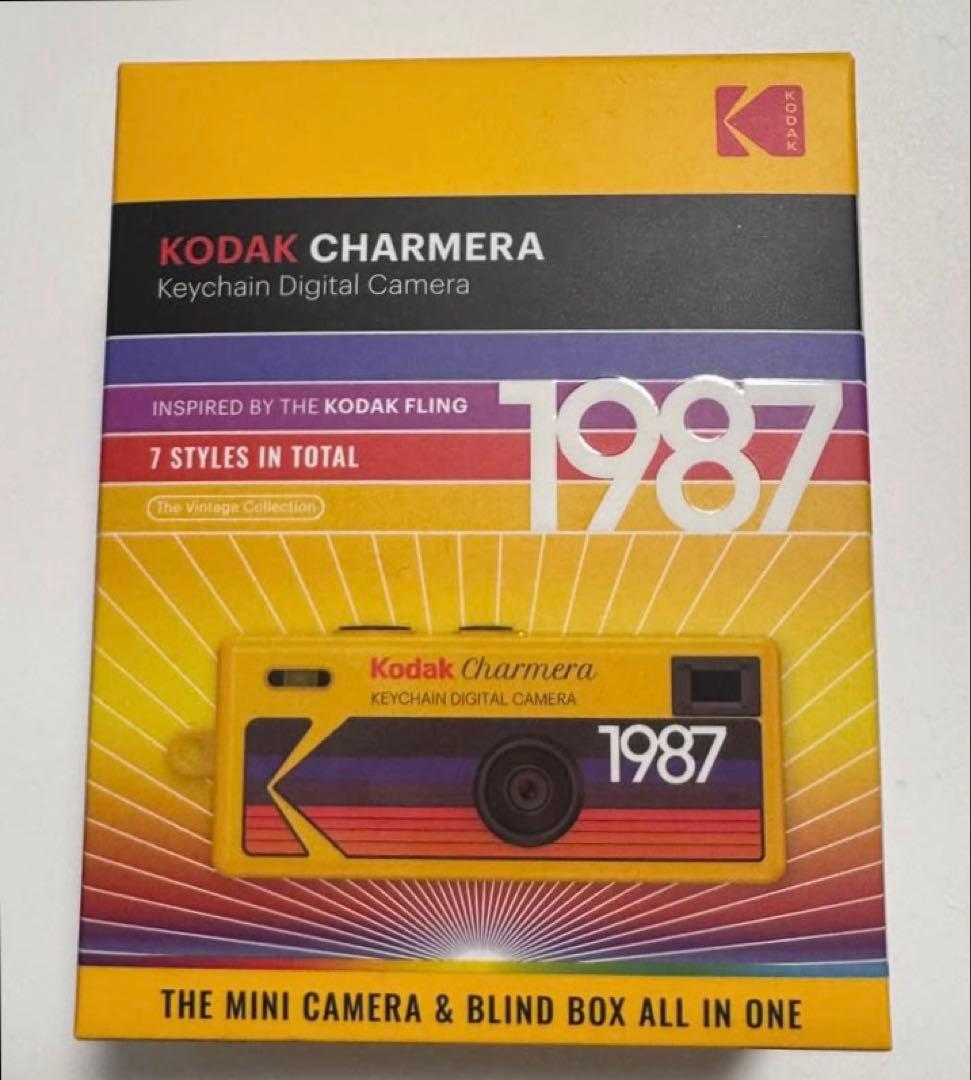 KODAK
KODAK CHARMERA
Keychain Digital Camera
INSPIRED BY THE KODAK FLING
1987
7 STYLES IN TOTAL
The Vintage Collection
Kodak Charmera
KEYCHAIN DIGITAL CAMERA
1987
THE MINI CAMERA & BLIND BOX ALL IN ONE